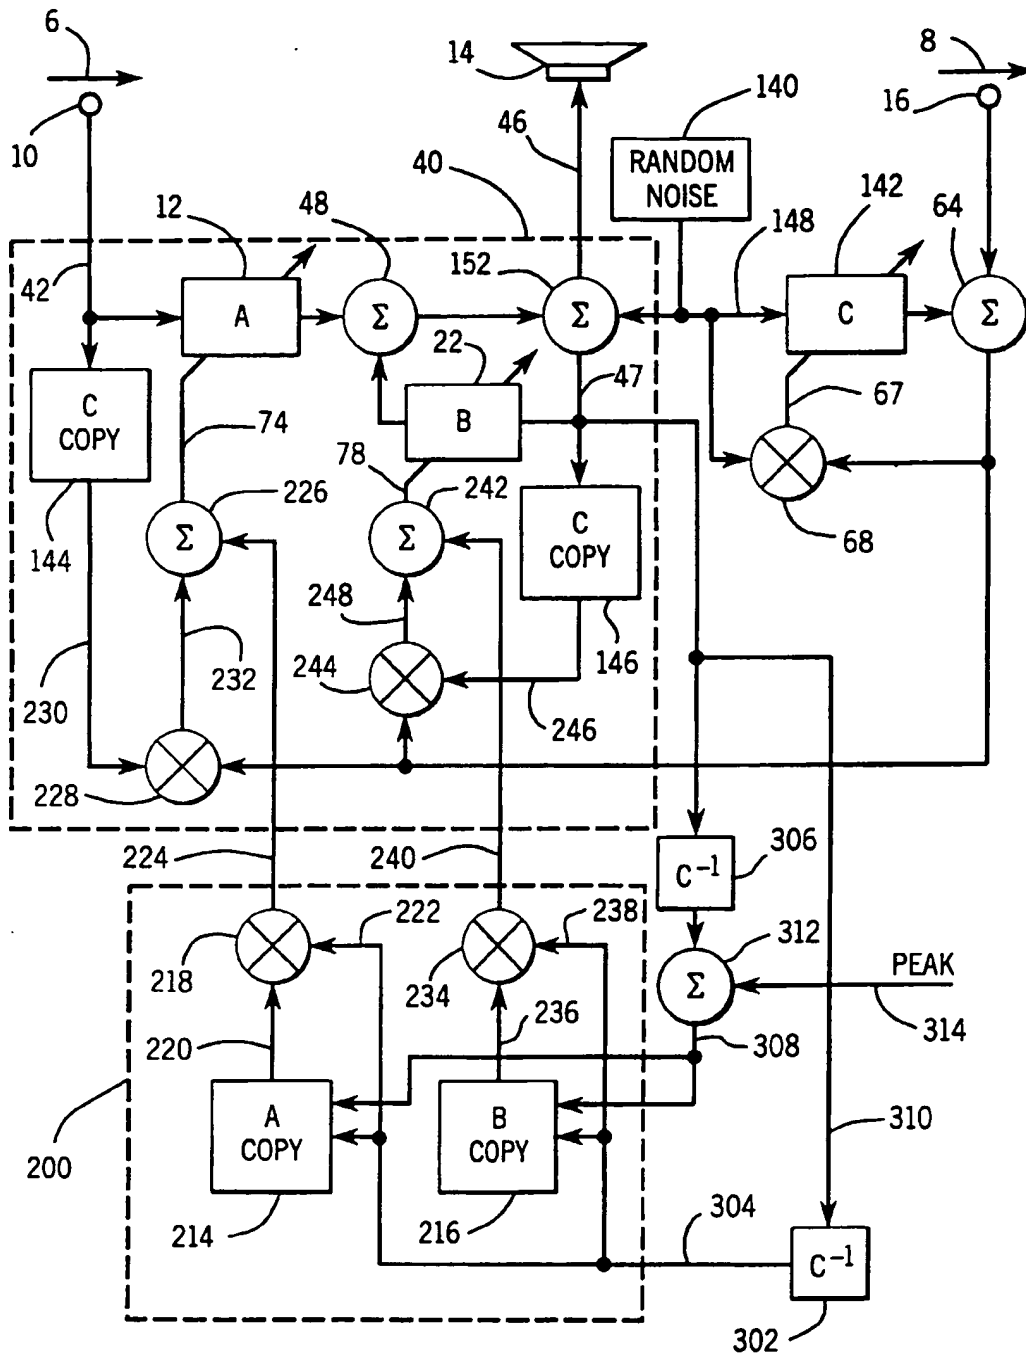 6
8
14
140
16
10
46
RANDOM
NOISE
40
12
48
142
64
152
148
42
A
Σ
Σ
C
Σ
22
47
C
COPY
B
67
74
78
226
242
Σ
Σ
C
COPY
68
144
248
232
244
146
230
246
228
224
240
306
C⁻¹
222
238
312
218
234
Σ
PEAK
220
236
308
314
A
COPY
B
COPY
310
200
214
216
304
C⁻¹
302